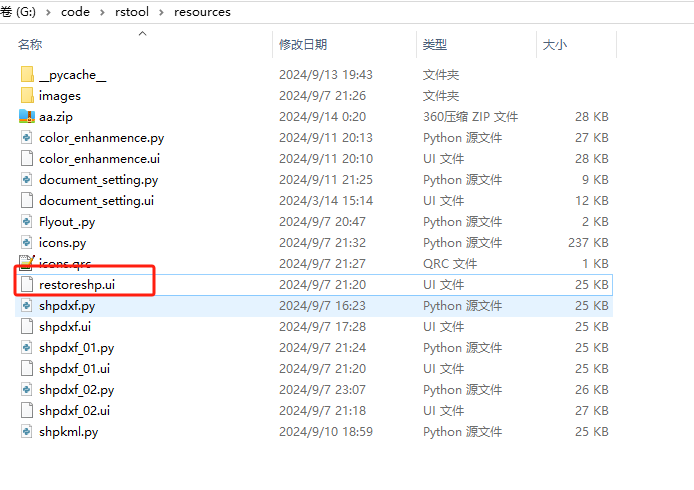 卷 (G:) › code › rstool › resources
名称 修改日期 类型 大小
__pycache__ 2024/9/13 19:43 文件夹
images 2024/9/7 21:26 文件夹
aa.zip 2024/9/14 0:20 360压缩 ZIP 文件 28 KB
color_enhanmence.py 2024/9/11 20:13 Python 源文件 27 KB
color_enhanmence.ui 2024/9/11 20:10 UI 文件 28 KB
document_setting.py 2024/9/11 21:25 Python 源文件 9 KB
document_setting.ui 2024/3/14 15:14 UI 文件 12 KB
Flyout_.py 2024/9/7 20:47 Python 源文件 2 KB
icons.py 2024/9/7 21:32 Python 源文件 237 KB
icons.qrc 2024/9/7 21:27 QRC 文件 1 KB
restoreshp.ui 2024/9/7 21:20 UI 文件 25 KB
shpdxf.py 2024/9/7 16:23 Python 源文件 25 KB
shpdxf.ui 2024/9/7 17:28 UI 文件 25 KB
shpdxf_01.py 2024/9/7 21:24 Python 源文件 25 KB
shpdxf_01.ui 2024/9/7 21:20 UI 文件 25 KB
shpdxf_02.py 2024/9/7 23:07 Python 源文件 26 KB
shpdxf_02.ui 2024/9/7 21:18 UI 文件 27 KB
shpkml.py 2024/9/10 18:59 Python 源文件 25 KB